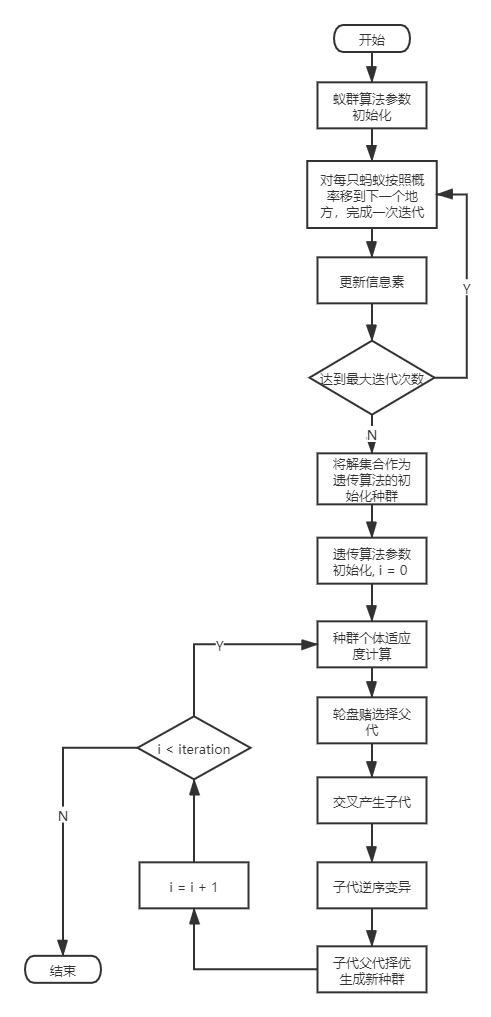 开始
蚁群算法参数
初始化
对每只蚂蚁按照概
率移到下一个地
方，完成一次迭代
更新信息素
Y
达到最大迭代次数
N
将解集合作为
遗传算法的初
始化种群
遗传算法参数
初始化, i = 0
种群个体适应
度计算
Y
轮盘赌选择父
代
i < iteration
交叉产生子代
N
i = i + 1
子代逆序变异
子代父代择优
生成新种群
结束